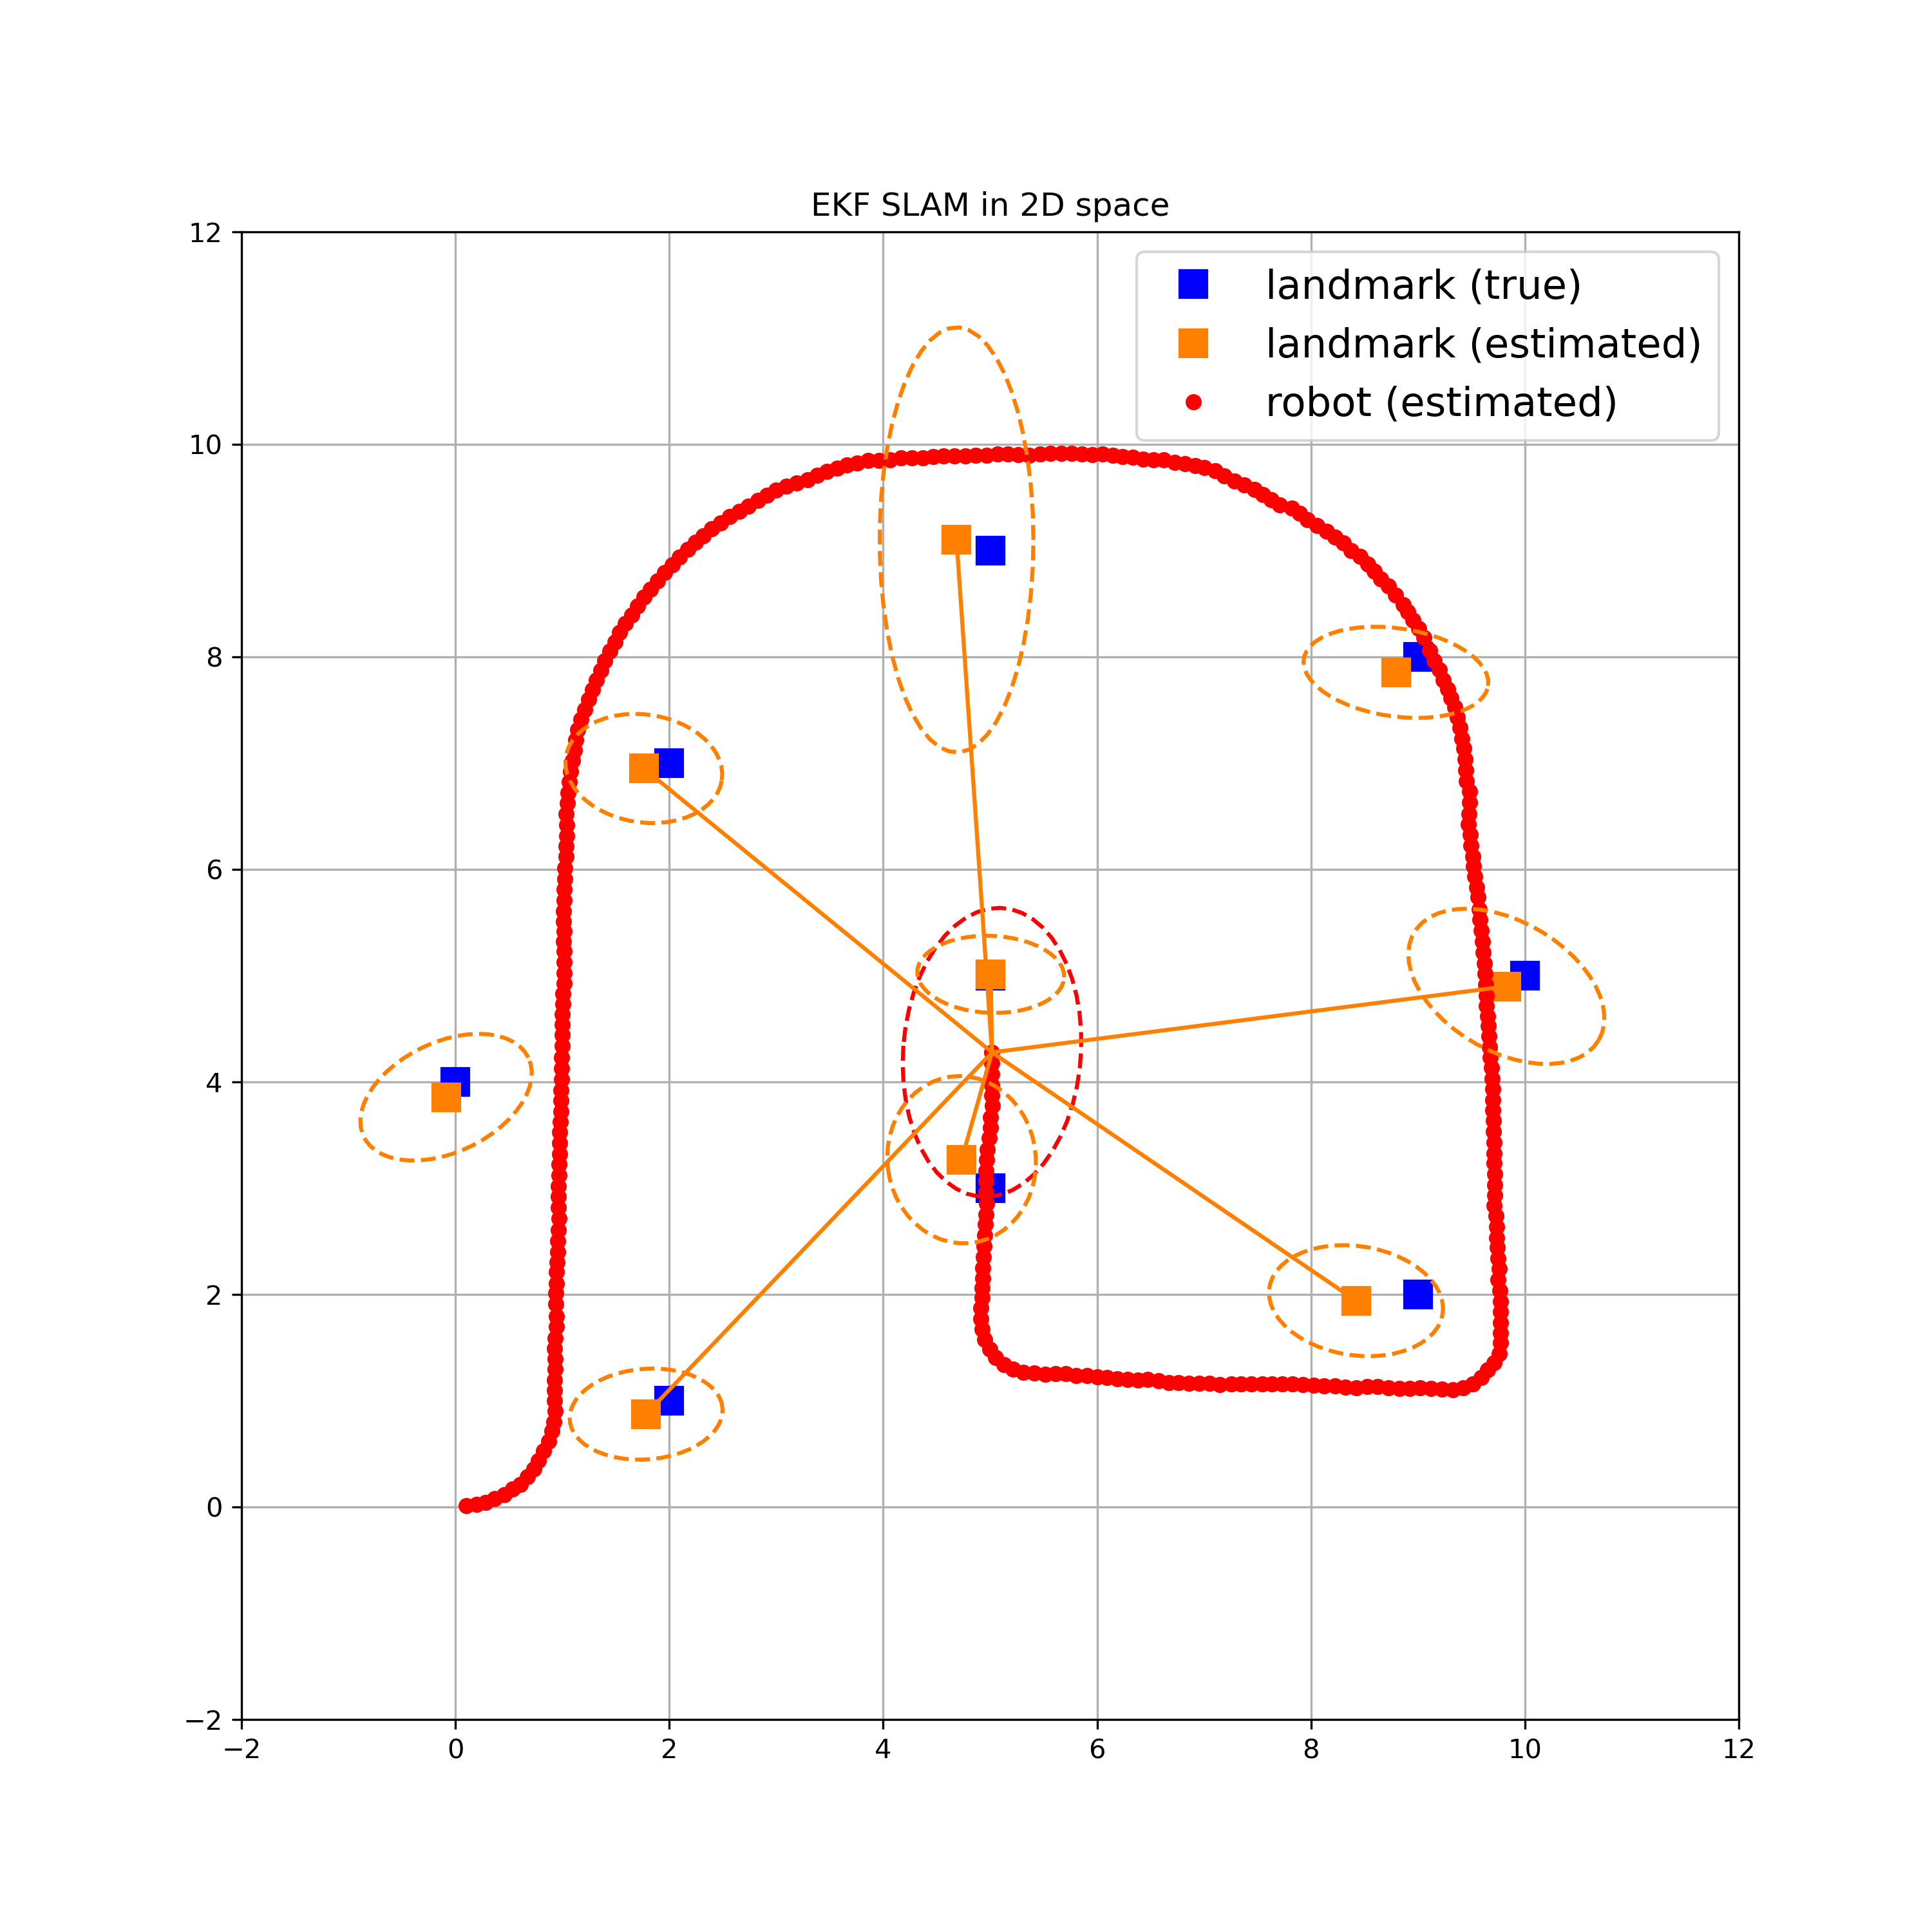 EKF SLAM in 2D space
12
10
8
6
4
2
0
−2
−2 0 2 4 6 8 10 12
landmark (true)
landmark (estimated)
robot (estimated)